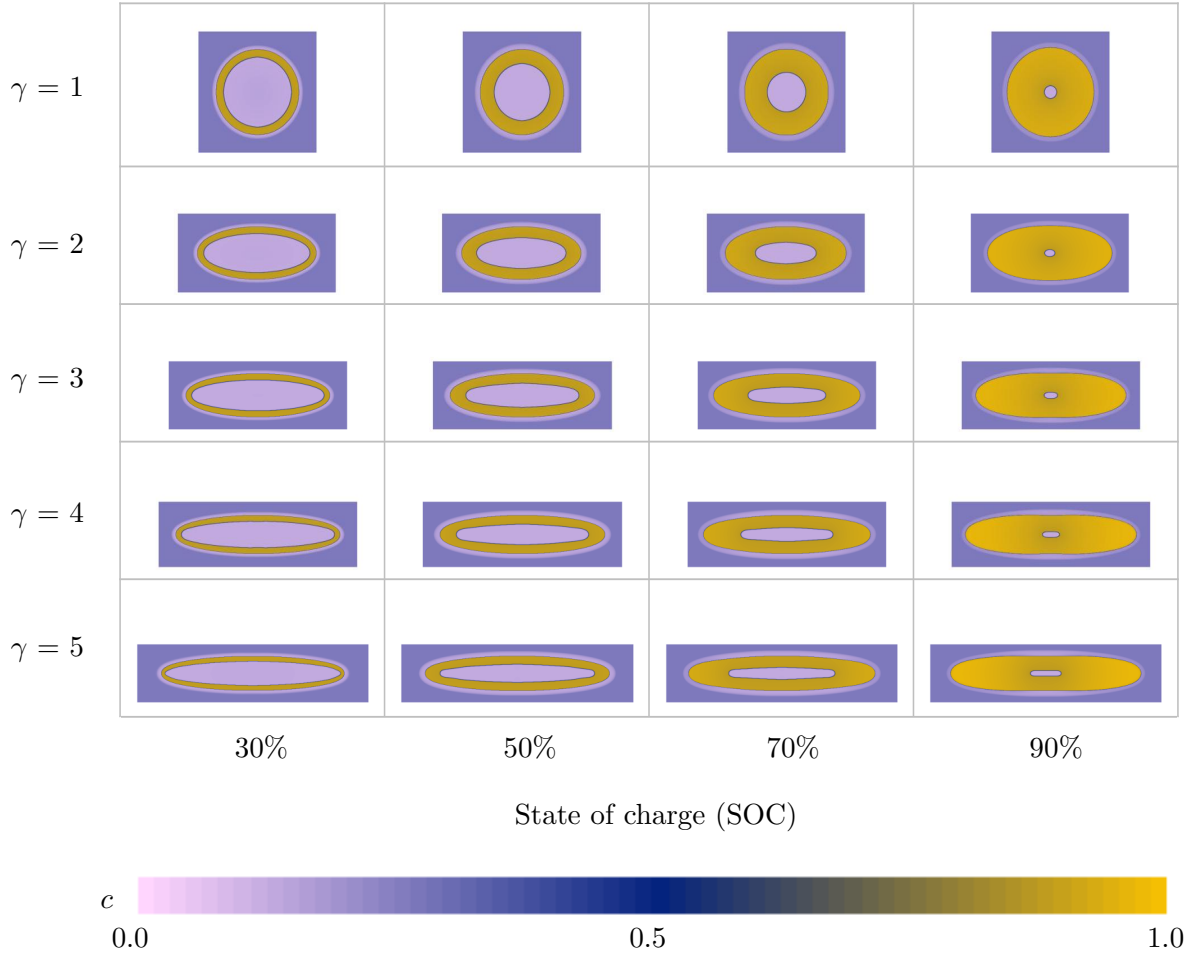 γ = 1
γ = 2
γ = 3
γ = 4
γ = 5
30% 50% 70% 90%
State of charge (SOC)
c
0.0 0.5 1.0